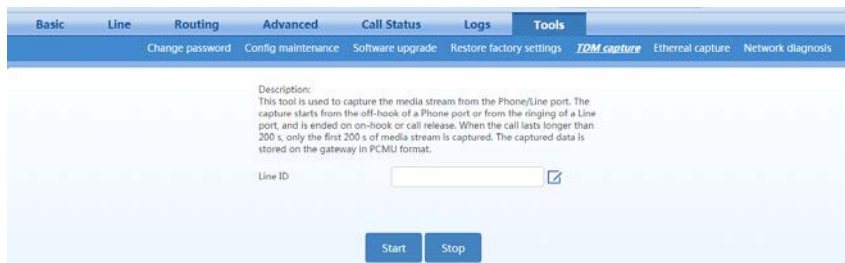 Basic Line Routing Advanced Call Status Logs Tools
Change password Config maintenance Software upgrade Restore factory settings TDM capture Ethereal capture Network diagnosis
Description:
This tool is used to capture the media stream from the Phone/Line port. The
capture starts from the off-hook of a Phone port or from the ringing of a Line
port, and is ended on on-hook or call release. When the call lasts longer than
200 s, only the first 200 s of media stream is captured. The captured data is
stored on the gateway in PCMU format.
Line ID
Start Stop